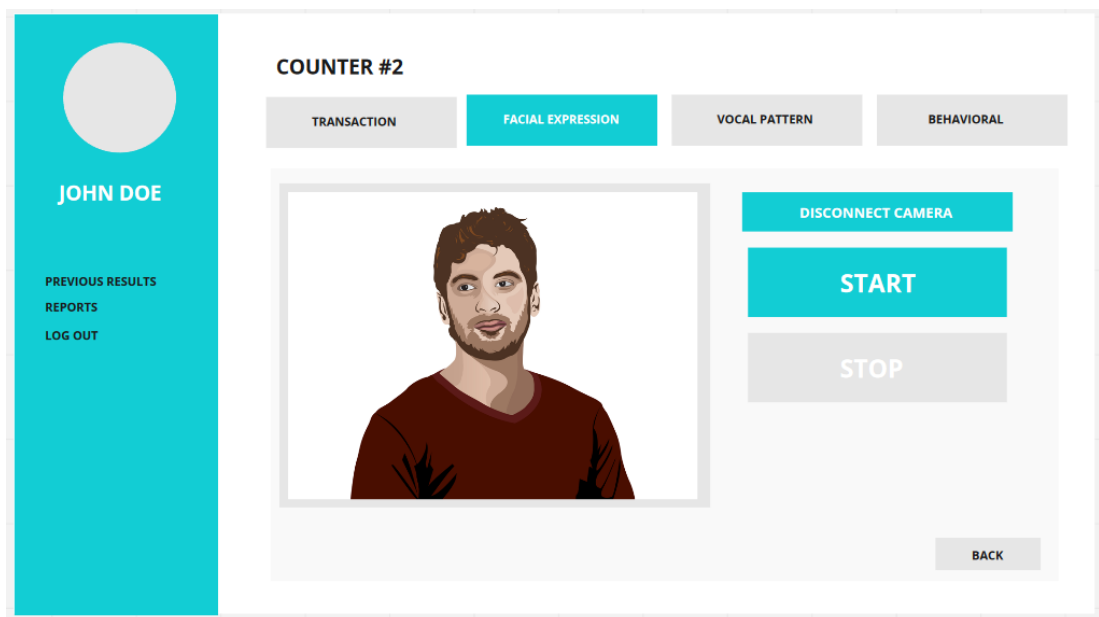 JOHN DOE
PREVIOUS RESULTS
REPORTS
LOG OUT
COUNTER #2
TRANSACTION
FACIAL EXPRESSION
VOCAL PATTERN
BEHAVIORAL
DISCONNECT CAMERA
START
STOP
BACK